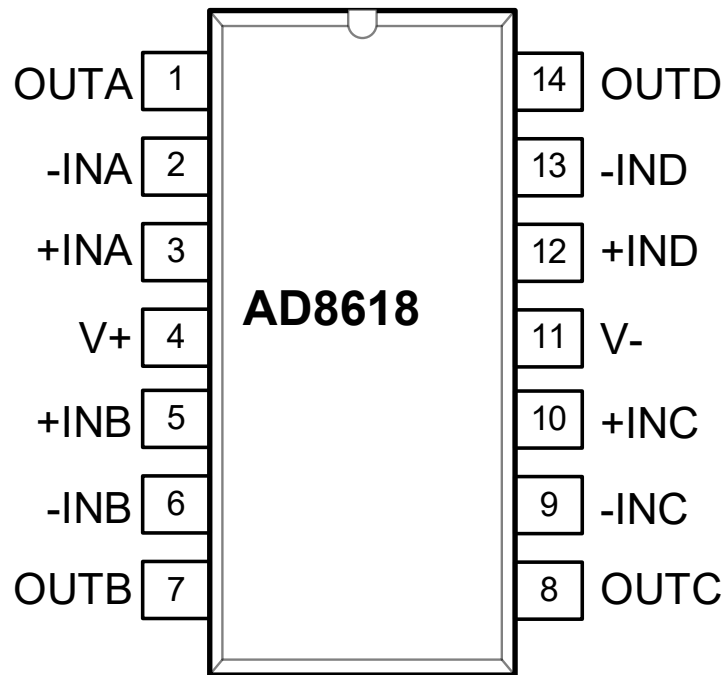 OUTA 1 14 OUTD
-INA 2 13 -IND
+INA 3 12 +IND
AD8618
V+ 4 11 V-
+INB 5 10 +INC
-INB 6 9 -INC
OUTB 7 8 OUTC